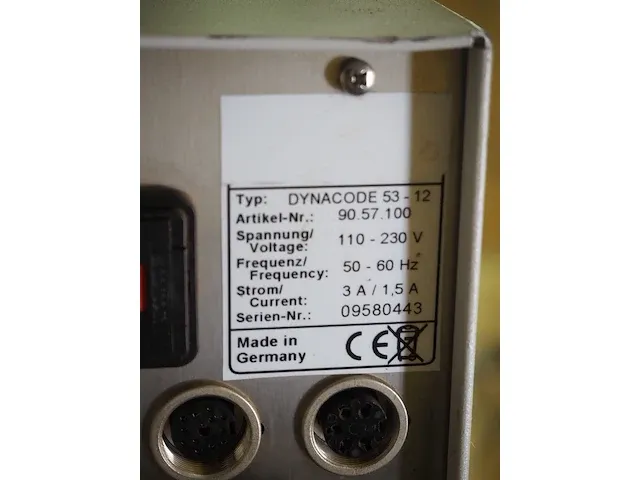 Typ: DYNACODE 53 - 12
Artikel-Nr.: 90.57.100
Spannung/
Voltage: 110 - 230 V
Frequenz/
Frequency: 50 - 60 Hz
Strom/
Current: 3 A / 1,5 A
Serien-Nr.: 09580443
Made in
Germany
CE